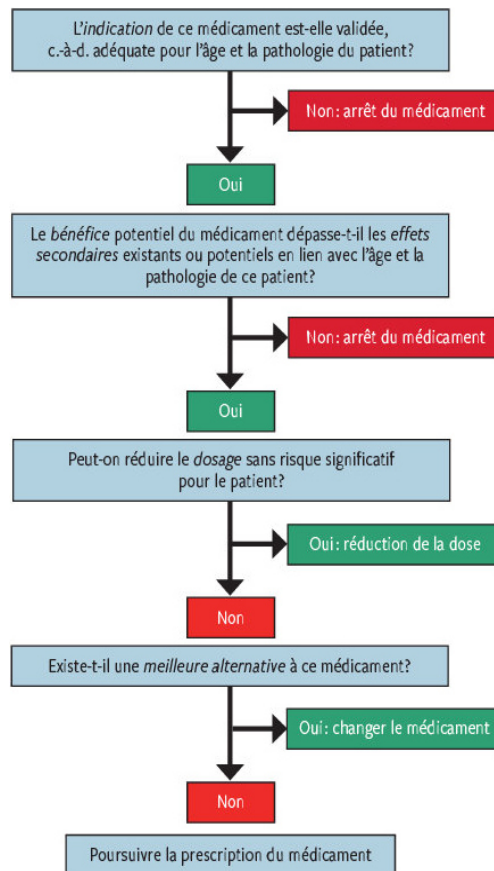 L'indication de ce médicament est-elle validée,
c.-à-d. adéquate pour l'âge et la pathologie du patient?
Non: arrêt du médicament
Oui
Le bénéfice potentiel du médicament dépasse-t-il les effets
secondaires existants ou potentiels en lien avec l'âge et la
pathologie de ce patient?
Non: arrêt du médicament
Oui
Peut-on réduire le dosage sans risque significatif
pour le patient?
Oui: réduction de la dose
Non
Existe-t-il une meilleure alternative à ce médicament?
Oui: changer le médicament
Non
Poursuivre la prescription du médicament